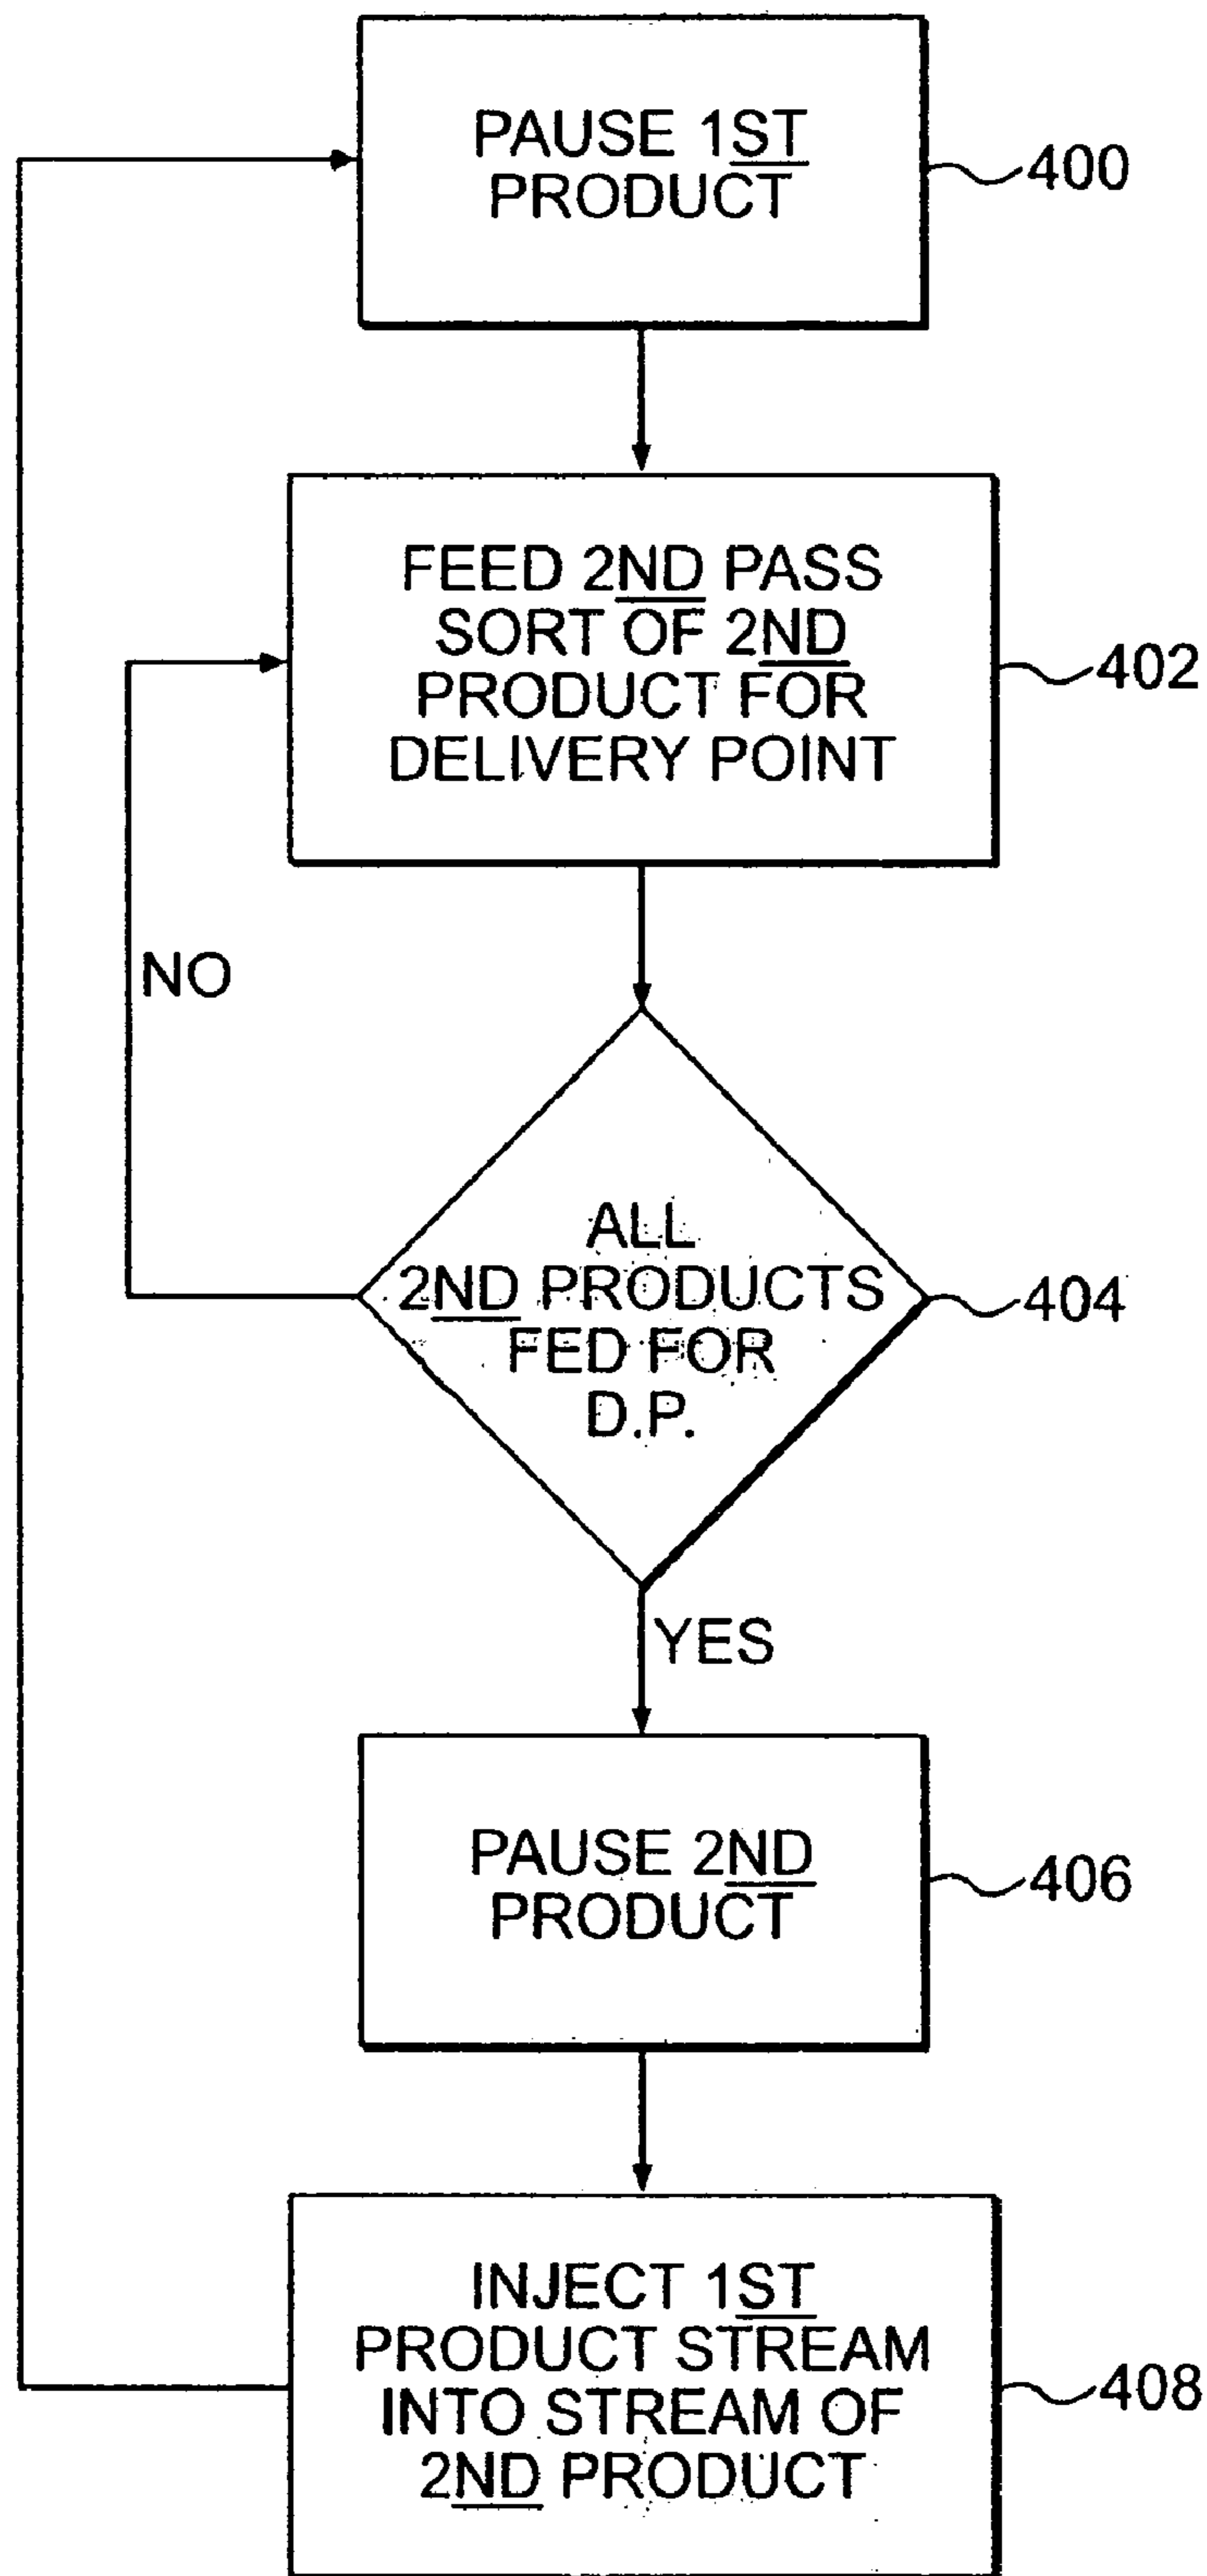 PAUSE 1ST
PRODUCT
400
FEED 2ND PASS
SORT OF 2ND
PRODUCT FOR
DELIVERY POINT
402
NO
ALL
2ND PRODUCTS
FED FOR
D.P.
404
YES
PAUSE 2ND
PRODUCT
406
INJECT 1ST
PRODUCT STREAM
INTO STREAM OF
2ND PRODUCT
408